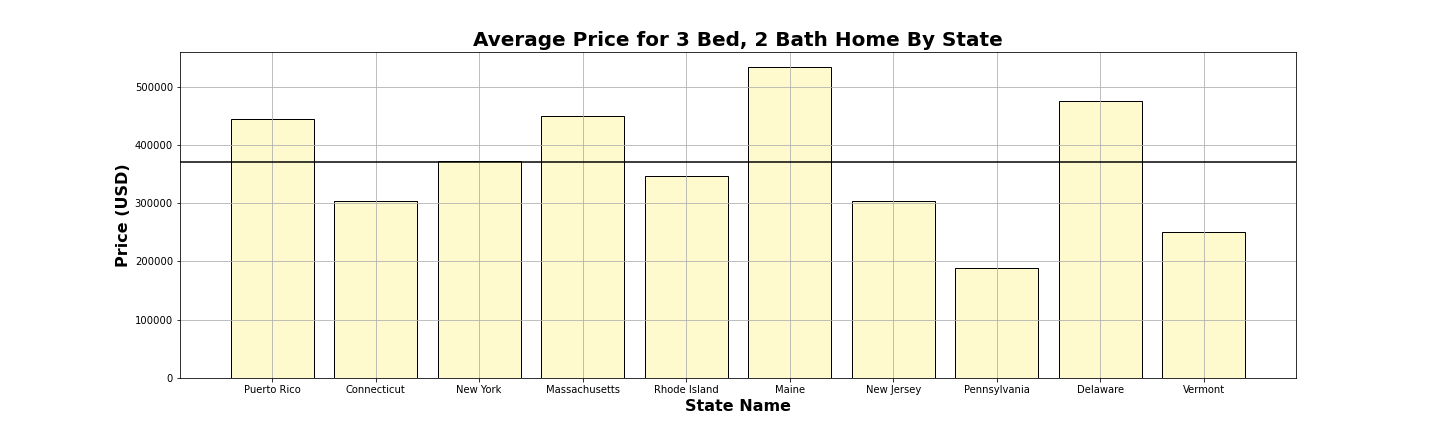 Average Price for 3 Bed, 2 Bath Home By State
Price (USD)
500000
400000
300000
200000
100000
0
Puerto Rico Connecticut New York Massachusetts Rhode Island Maine New Jersey Pennsylvania Delaware Vermont
State Name